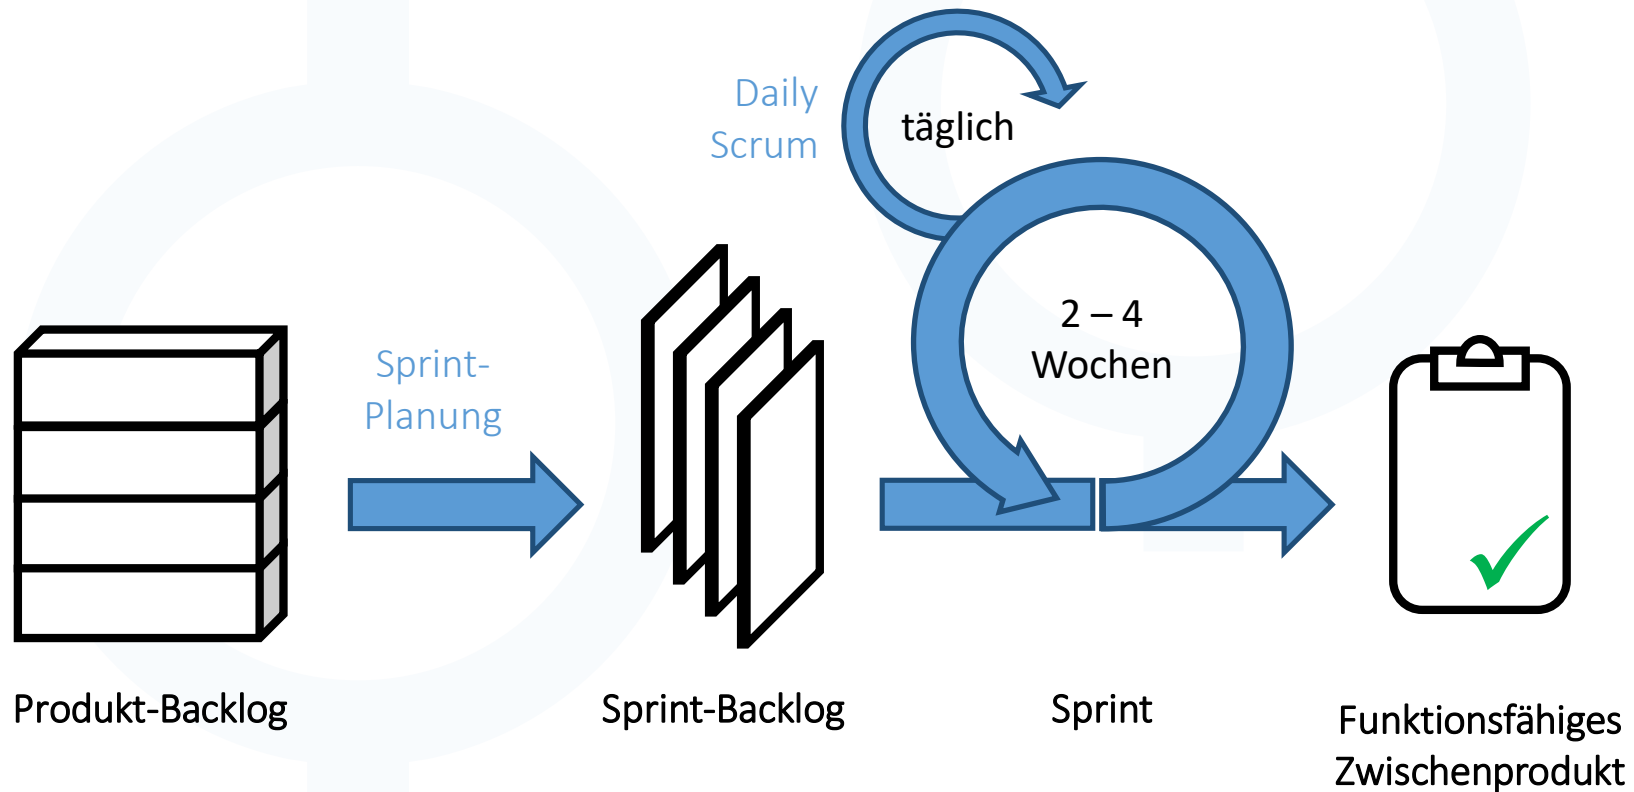 Daily
Scrum
täglich
2 – 4
Wochen
Sprint-
Planung
Produkt-Backlog
Sprint-Backlog
Sprint
Funktionsfähiges
Zwischenprodukt